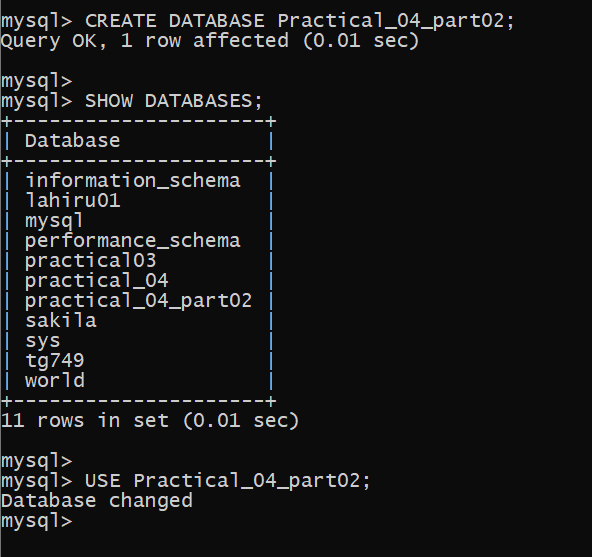 mysql> CREATE DATABASE Practical_04_part02;
Query OK, 1 row affected (0.01 sec)
mysql>
mysql> SHOW DATABASES;
+---------------------+
| Database            |
+---------------------+
| information_schema  |
| lahiru01            |
| mysql               |
| performance_schema  |
| practical03         |
| practical_04        |
| practical_04_part02 |
| sakila              |
| sys                 |
| tg749               |
| world               |
+---------------------+
11 rows in set (0.01 sec)
mysql>
mysql> USE Practical_04_part02;
Database changed
mysql>